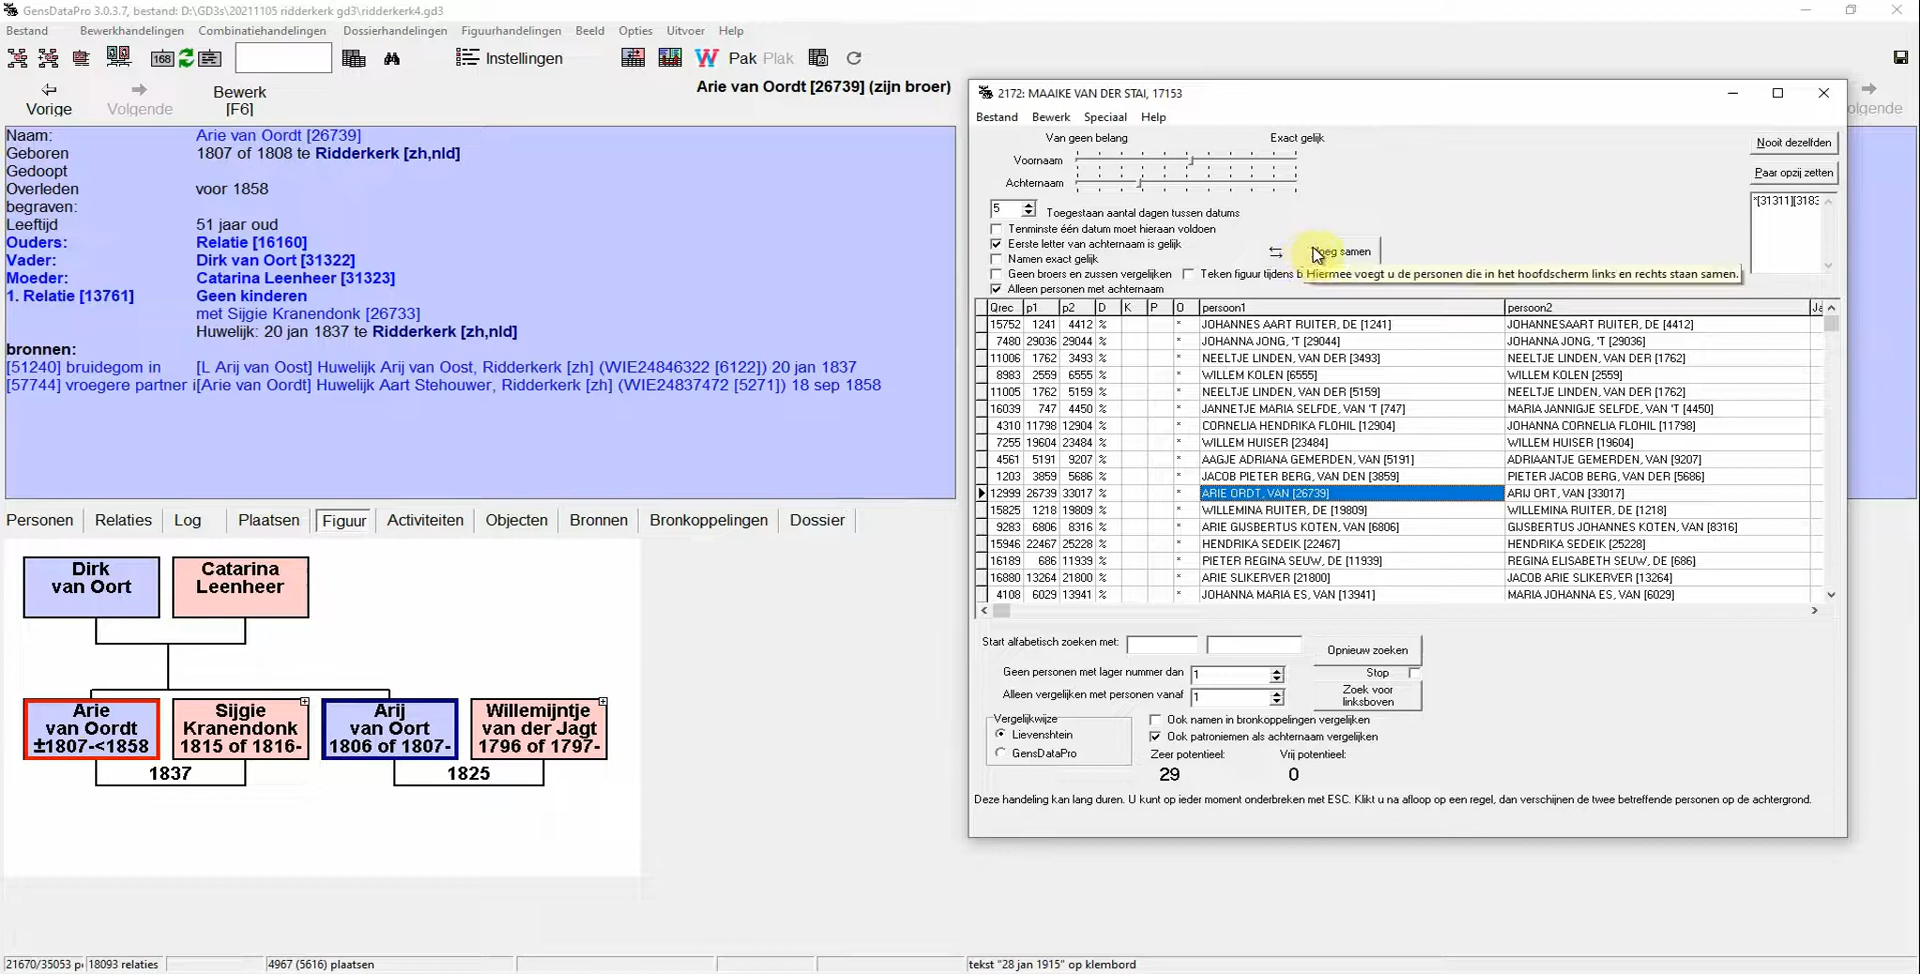 GensDataPro 3.0.3.7, bestand: D:\GD3s\20211105 ridderkerk gd3\ridderkerk4.gd3
Bestand Bewerkhandelingen Combinatiehandelingen Dossierhandelingen Figuurhandelingen Beeld Opties Uitvoer Help
168 Instellingen W Pak Plak
Vorige Volgende Bewerk [F6]
Arie van Oordt [26739] (zijn broer)
olgende
Naam: Arie van Oordt [26739]
Geboren 1807 of 1808 te Ridderkerk [zh,nld]
Gedoopt
Overleden voor 1858
begraven:
Leeftijd 51 jaar oud
Ouders: Relatie [16160]
Vader: Dirk van Oort [31322]
Moeder: Catarina Leenheer [31323]
1. Relatie [13761] Geen kinderen
met Sijgie Kranendonk [26733]
Huwelijk: 20 jan 1837 te Ridderkerk [zh,nld]
bronnen:
[51240] bruidegom in [L Arij van Oost] Huwelijk Arij van Oost, Ridderkerk [zh] (WIE24846322 [6122]) 20 jan 1837
[57744] vroegere partner i[Arie van Oordt] Huwelijk Aart Stehouwer, Ridderkerk [zh] (WIE24837472 [5271]) 18 sep 1858
Personen Relaties Log Plaatsen Figuur Activiteiten Objecten Bronnen Bronkoppelingen Dossier
Dirk van Oort
Catarina Leenheer
Arie van Oordt ±1807-<1858
Sijgie Kranendonk 1815 of 1816-
Arij van Oort 1806 of 1807-
Willemijntje van der Jagt 1796 of 1797-
1837 1825
2172: MAAIKE VAN DER STAI, 17153
Bestand Bewerk Speciaal Help
Van geen belang Exact gelijk
Voornaam
Achternaam
Nooit dezelfden
Paar opzij zetten
*[31311][3183
5 Toegestaan aantal dagen tussen datums
Tenminste één datum moet hieraan voldoen
Eerste letter van achternaam is gelijk
Namen exact gelijk
Geen broers en zussen vergelijken Teken figuur tijdens b
Alleen personen met achternaam
oeg samen
Hiermee voegt u de personen die in het hoofdscherm links en rechts staan samen.
Qrec p1 p2 D K P O persoon1 persoon2
15752 1241 4412 % * JOHANNES AART RUITER, DE [1241] JOHANNESAART RUITER, DE [4412]
7480 29036 29044 % * JOHANNA JONG, 'T [29044] JOHANNA JONG, 'T [29036]
11006 1762 3493 % * NEELTJE LINDEN, VAN DER [3493] NEELTJE LINDEN, VAN DER [1762]
8983 2559 6555 % * WILLEM KOLEN [6555] WILLEM KOLEN [2559]
11005 1762 5159 % * NEELTJE LINDEN, VAN DER [5159] NEELTJE LINDEN, VAN DER [1762]
16039 747 4450 % * JANNETJE MARIA SELFDE, VAN 'T [747] MARIA JANNIGJE SELFDE, VAN 'T [4450]
4310 11798 12904 % * CORNELIA HENDRIKA FLOHIL [12904] JOHANNA CORNELIA FLOHIL [11798]
7255 19604 23484 % * WILLEM HUISER [23484] WILLEM HUISER [19604]
4561 5191 9207 % * AAGJE ADRIANA GEMERDEN, VAN [5191] ADRIAANTJE GEMERDEN, VAN [9207]
1203 3859 5686 % * JACOB PIETER BERG, VAN DEN [3859] PIETER JACOB BERG, VAN DER [5686]
12999 26739 33017 % * ARIE ORDT, VAN [26739] ARIJ ORT, VAN [33017]
15825 1218 19809 % * WILLEMINA RUITER, DE [19809] WILLEMINA RUITER, DE [1218]
9283 6806 8316 % * ARIE GIJSBERTUS KOTEN, VAN [6806] GIJSBERTUS JOHANNES KOTEN, VAN [8316]
15946 22467 25228 % * HENDRIKA SEDEIK [22467] HENDRIKA SEDEIK [25228]
16189 686 11939 % * PIETER REGINA SEUW, DE [11939] REGINA ELISABETH SEUW, DE [686]
16880 13264 21800 % * ARIE SLIKERVER [21800] JACOB ARIE SLIKERVER [13264]
4108 6029 13941 % * JOHANNA MARIA ES, VAN [13941] MARIA JOHANNA ES, VAN [6029]
Start alfabetisch zoeken met: Opnieuw zoeken
Geen personen met lager nummer dan 1 Stop
Alleen vergelijken met personen vanaf 1 Zoek voor linksboven
Vergelijkwijze
Lievenshtein
GensDataPro
Ook namen in bronkoppelingen vergelijken
Ook patroniemen als achternaam vergelijken
Zeer potentieel: Vrij potentieel:
29 0
Deze handeling kan lang duren. U kunt op ieder moment onderbreken met ESC. Klikt u na afloop op een regel, dan verschijnen de twee betreffende personen op de achtergrond.
21670/35053 p 18093 relaties 4967 (5616) plaatsen tekst "28 jan 1915" op klembord